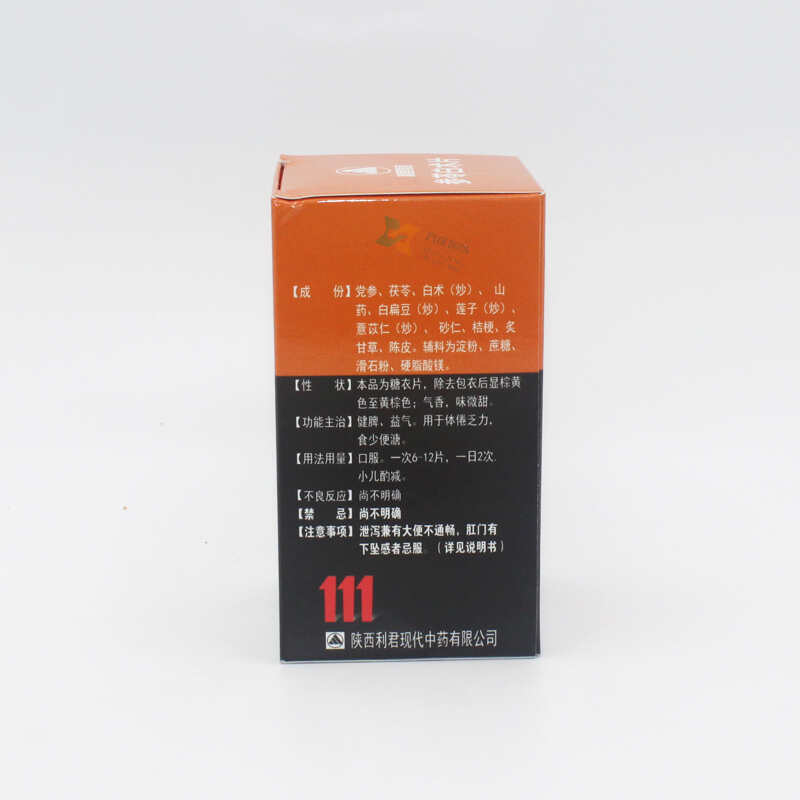 参苓白术片
【成　份】党参、茯苓、白术（炒）、山
药、白扁豆（炒）、莲子（炒）、
薏苡仁（炒）、砂仁、桔梗、炙
甘草、陈皮。辅料为淀粉、蔗糖、
滑石粉、硬脂酸镁。
【性　状】本品为糖衣片，除去包衣后显棕黄
色至黄棕色；气香，味微甜。
【功能主治】健脾、益气。用于体倦乏力，
食少便溏。
【用法用量】口服。一次6-12片，一日2次.
小儿酌减。
【不良反应】尚不明确
【禁　忌】尚不明确
【注意事项】泄泻兼有大便不通畅，肛门有
下坠感者忌服。（详见说明书）
111
陕西利君现代中药有限公司